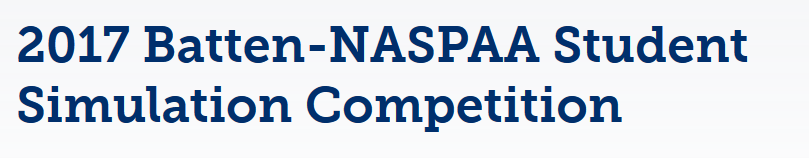 2017 Batten-NASPAA Student
Simulation Competition